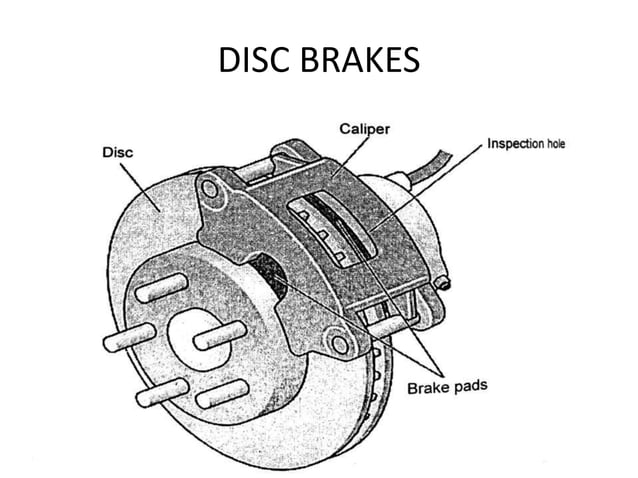 DISC BRAKES
Caliper
Inspection hole
Disc
Brake pads